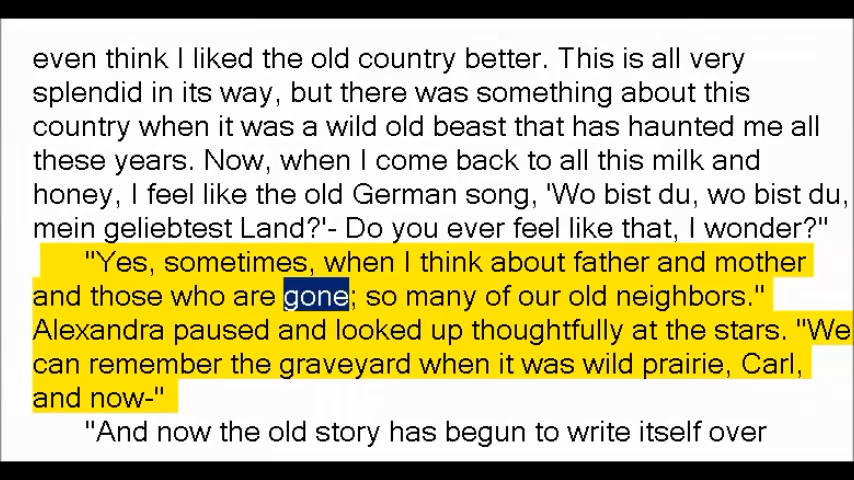 even think I liked the old country better. This is all very
splendid in its way, but there was something about this
country when it was a wild old beast that has haunted me all
these years. Now, when I come back to all this milk and
honey, I feel like the old German song, 'Wo bist du, wo bist du,
mein geliebtest Land?'- Do you ever feel like that, I wonder?"
"Yes, sometimes, when I think about father and mother
and those who are gone; so many of our old neighbors."
Alexandra paused and looked up thoughtfully at the stars. "We
can remember the graveyard when it was wild prairie, Carl,
and now-"
"And now the old story has begun to write itself over